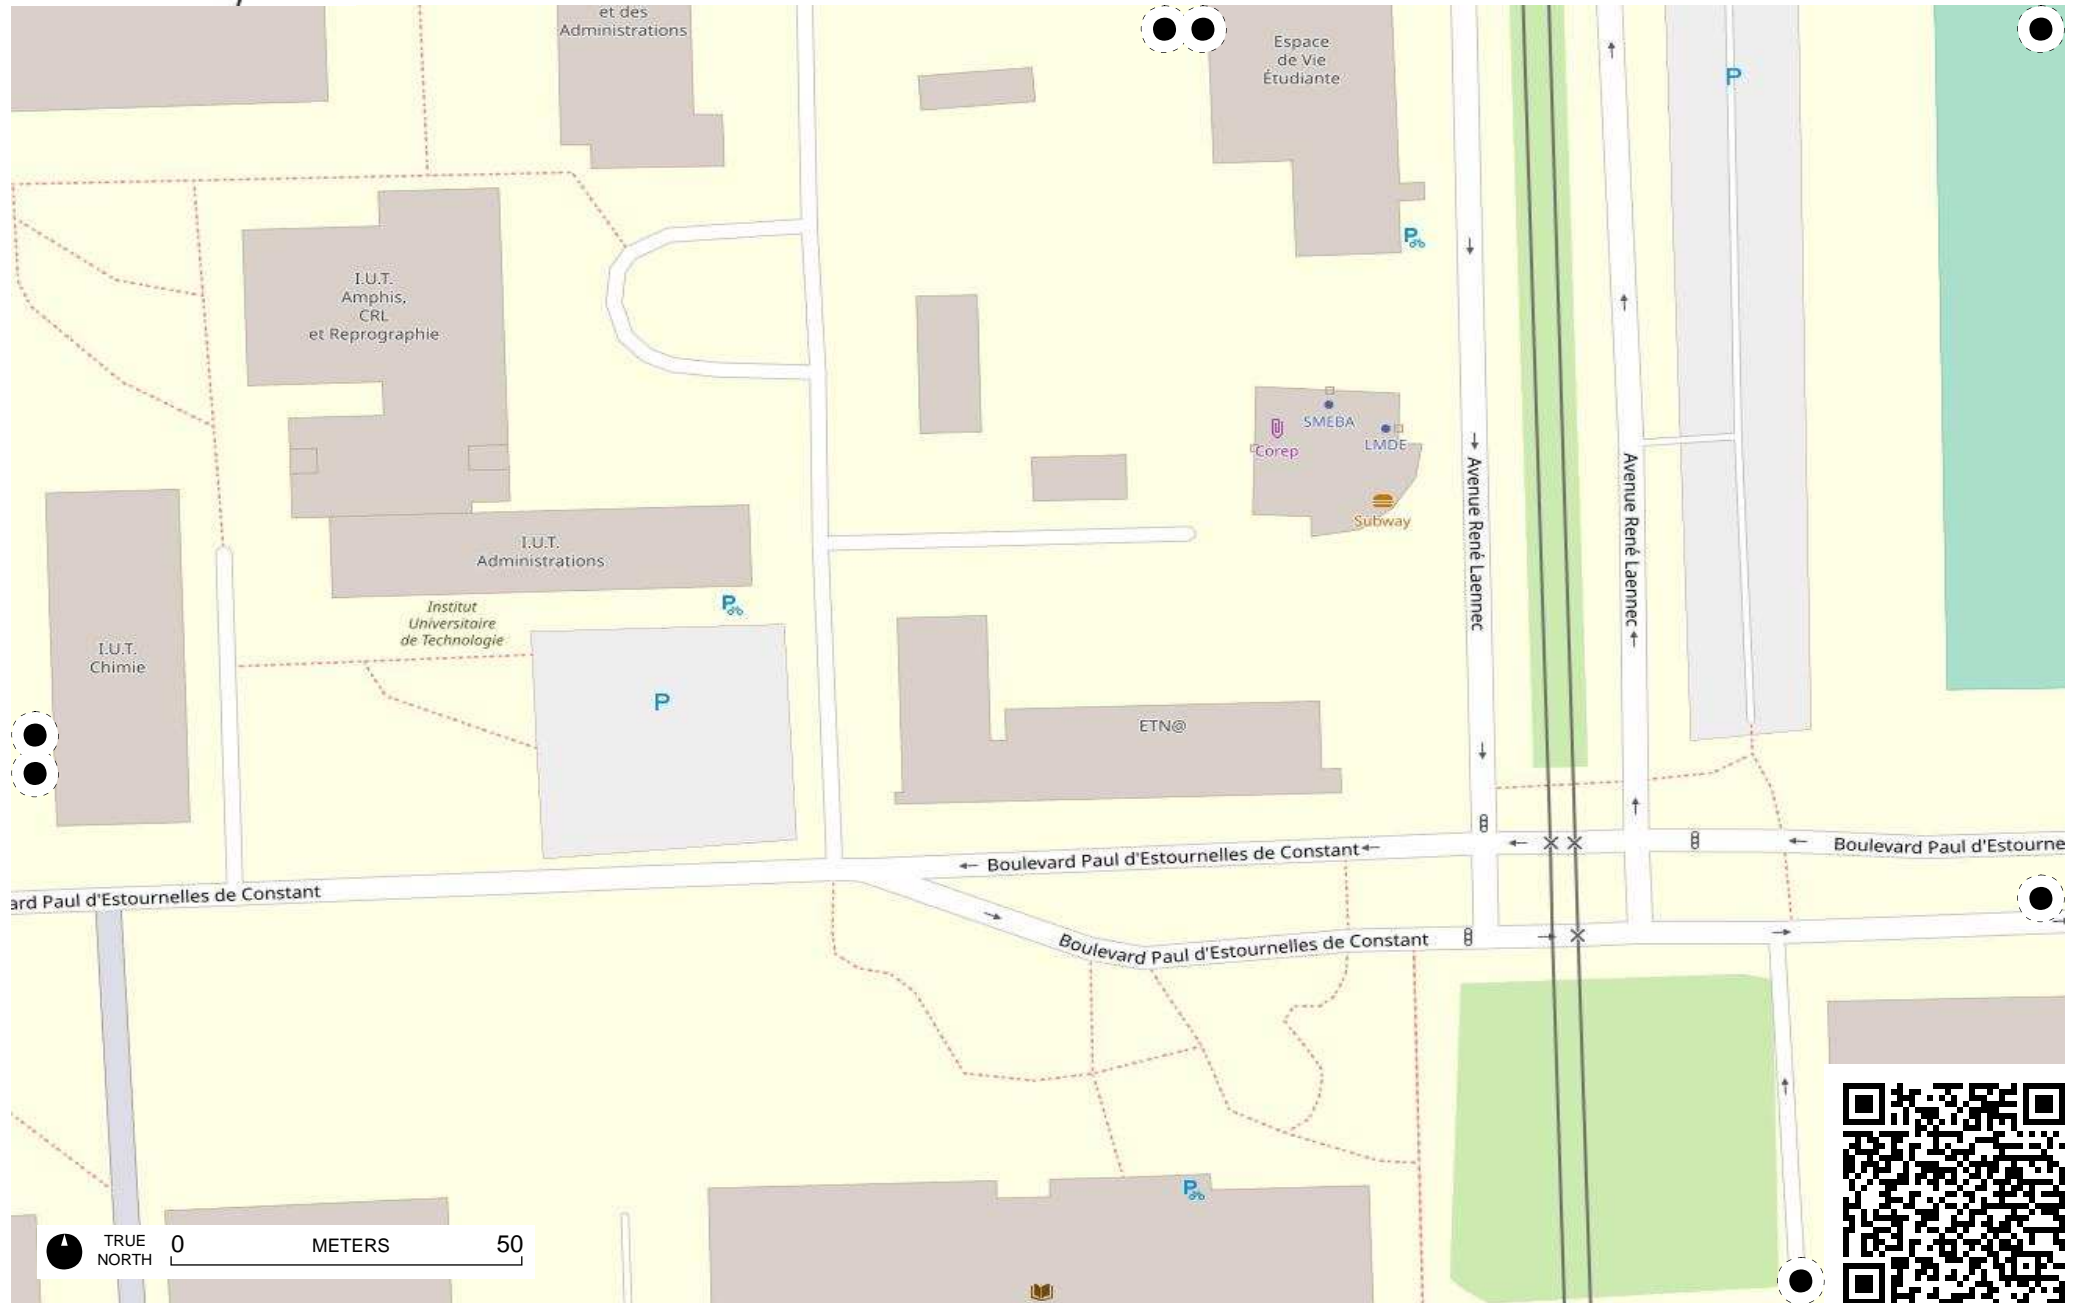 et des
Administrations
Espace
de Vie
Étudiante
P
P
I.U.T.
Amphis,
CRL
et Reprographie
SMEBA
LMDE
Corep
Subway
Avenue René Laennec
Avenue René Laennec
I.U.T.
Administrations
P
Institut
Universitaire
de Technologie
I.U.T.
Chimie
P
ETN@
Boulevard Paul d'Estournelles de Constant
Boulevard Paul d'Estourne
ard Paul d'Estournelles de Constant
Boulevard Paul d'Estournelles de Constant
P
TRUE
NORTH
0 METERS 50